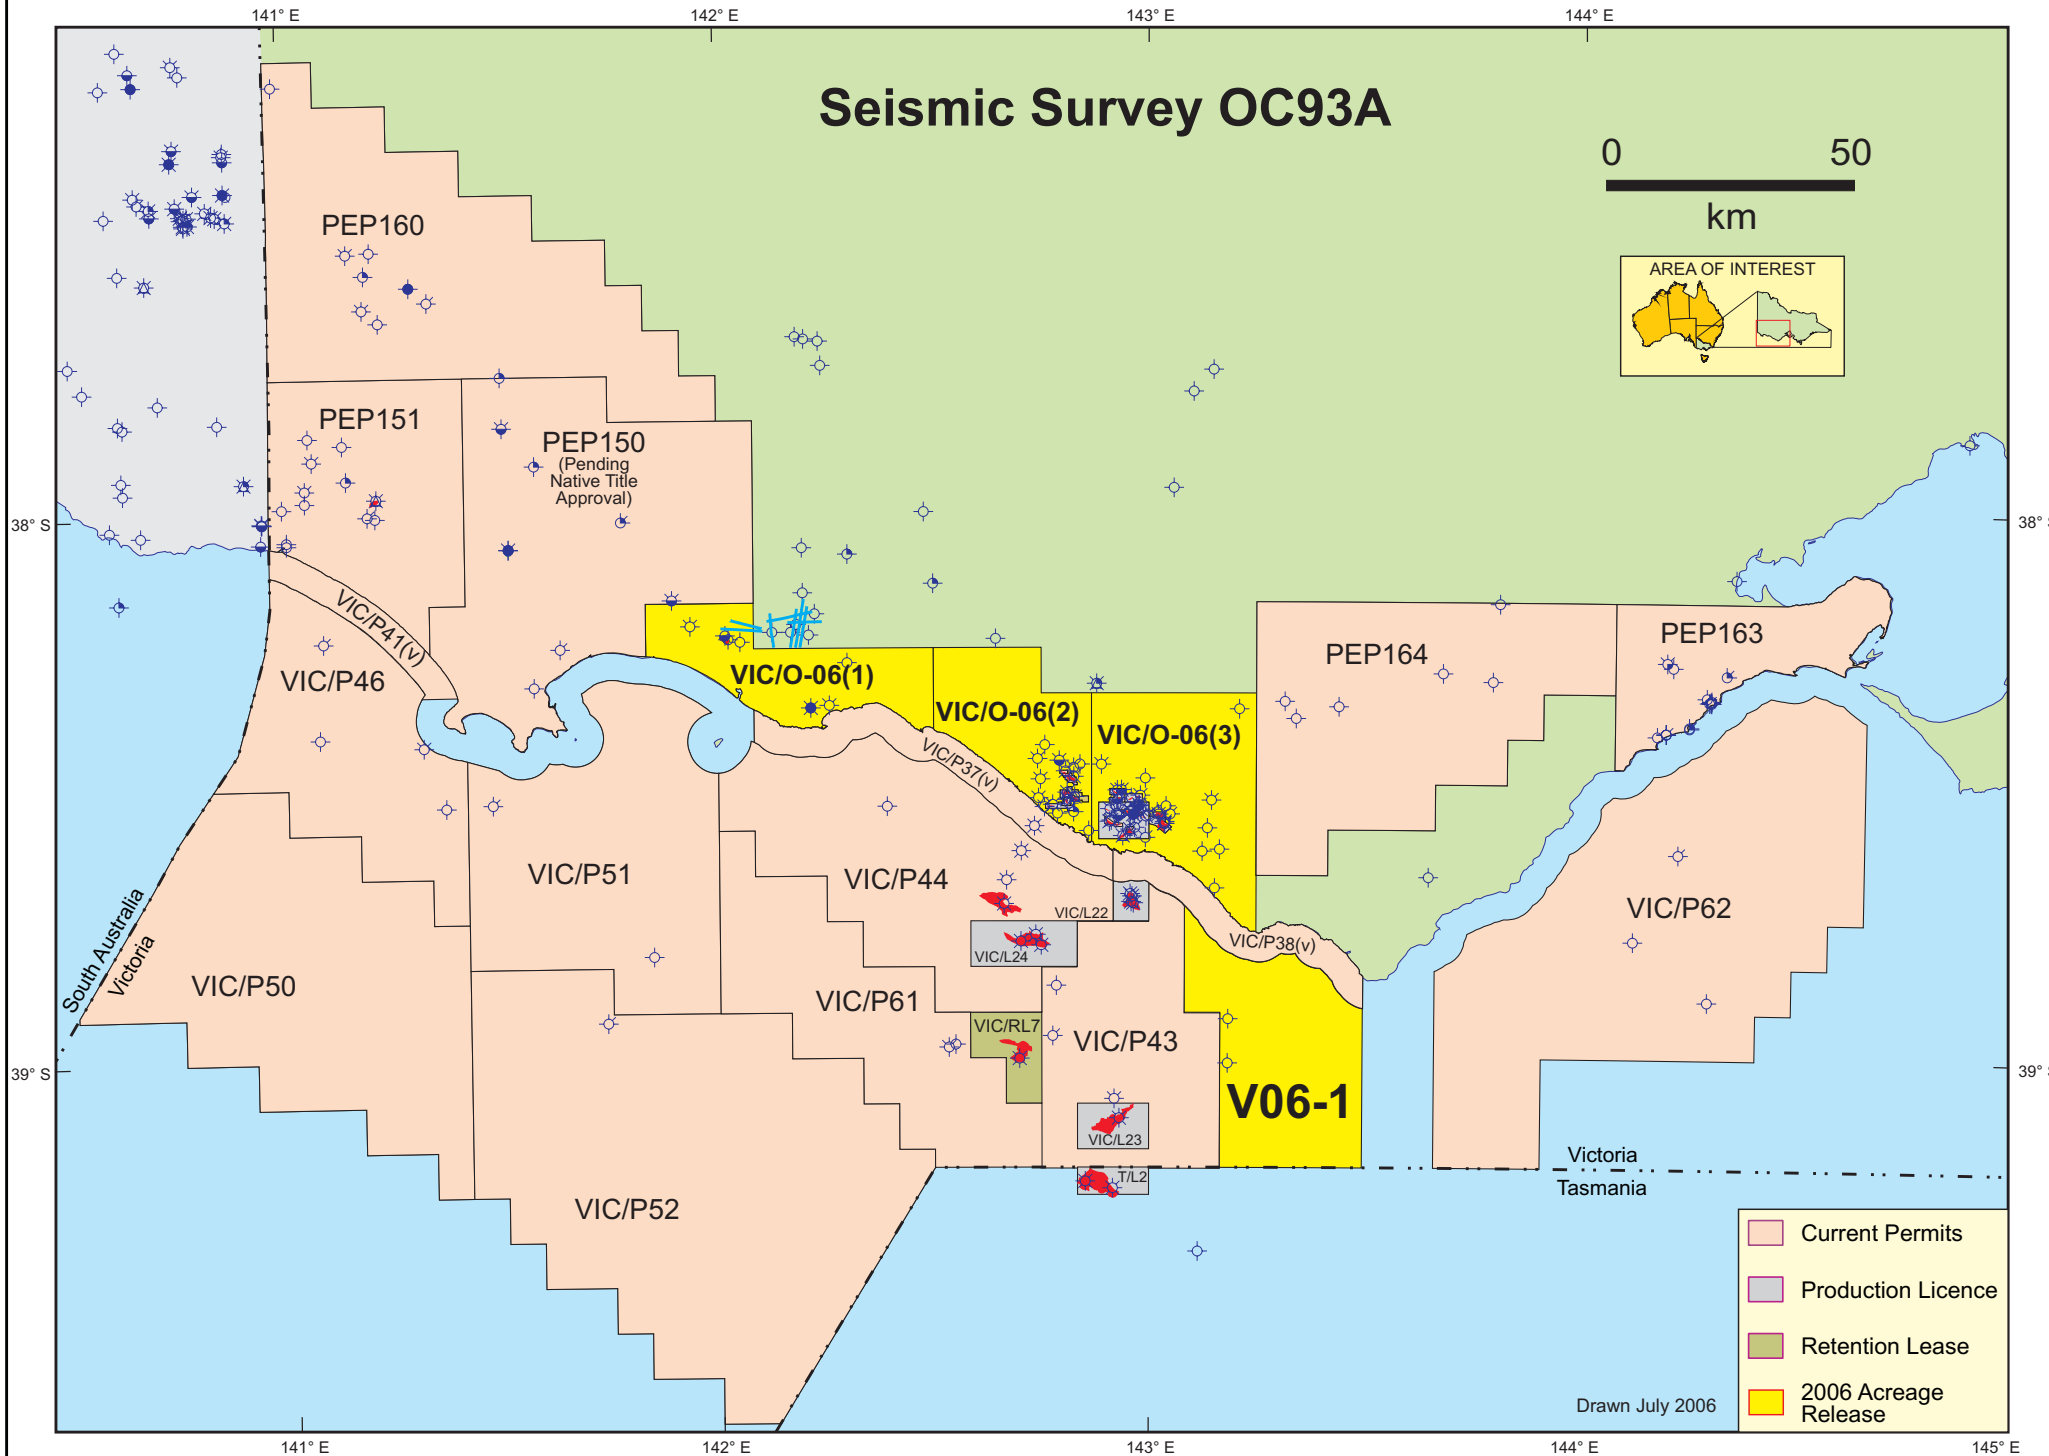 141° E
142° E
143° E
144° E
Seismic Survey OC93A
0
50
km
AREA OF INTEREST
PEP160
PEP151
PEP150
(Pending
Native Title
Approval)
38° S
38° S
VIC/P41(v)
VIC/P46
VIC/O-06(1)
VIC/O-06(2)
VIC/O-06(3)
PEP164
PEP163
VIC/P37(v)
VIC/P51
VIC/P44
VIC/L22
VIC/P62
VIC/P38(v)
VIC/L24
South Australia
Victoria
VIC/P50
VIC/P61
VIC/RL7
VIC/P43
39° S
39° S
V06-1
VIC/L23
T/L2
Victoria
Tasmania
VIC/P52
Current Permits
Production Licence
Retention Lease
2006 Acreage
Release
Drawn July 2006
141° E
142° E
143° E
144° E
145° E